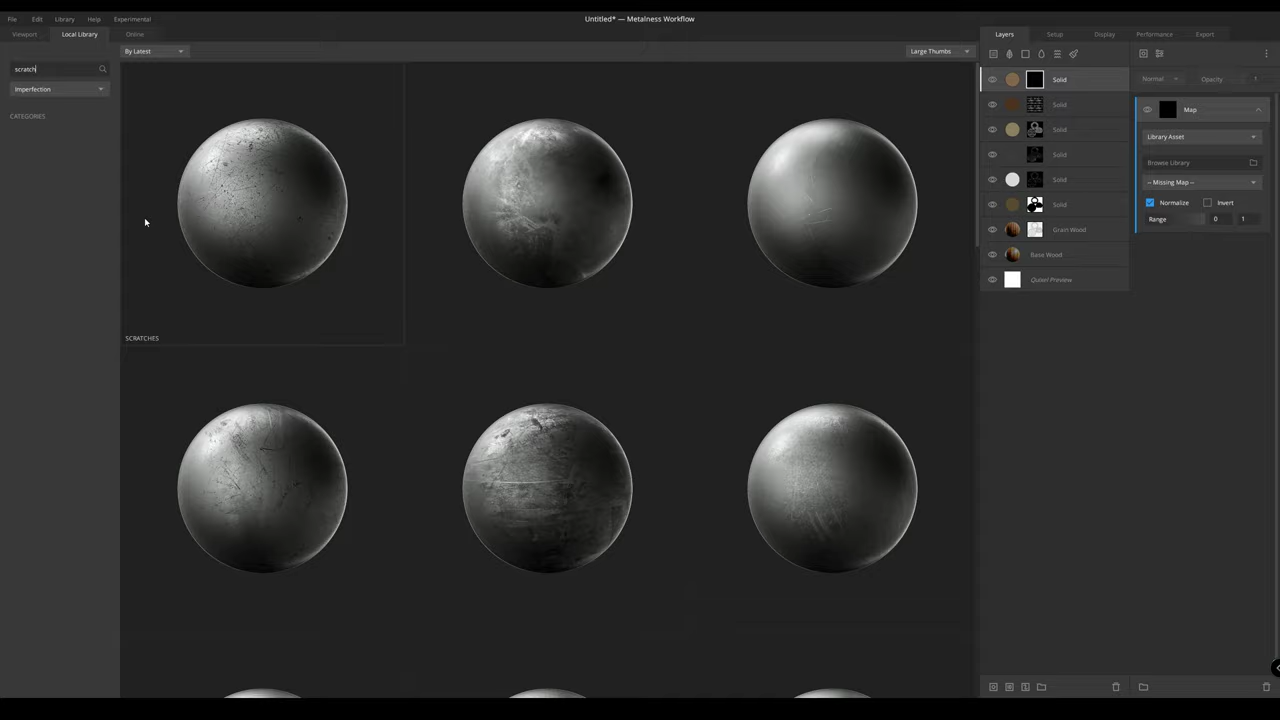 Untitled* — Metalness Workflow
File Edit Library Help Experimental
Viewport Local Library Online
Layers Setup Display Performance Export
By Latest
Large Thumbs
scratch
Imperfection
CATEGORIES
SCRATCHES
Solid
Solid
Solid
Solid
Solid
Solid
Grain Wood
Base Wood
Quixel Preview
Normal Opacity 1
Map
Library Asset
Browse Library
-- Missing Map --
Normalize Invert
Range 0 1